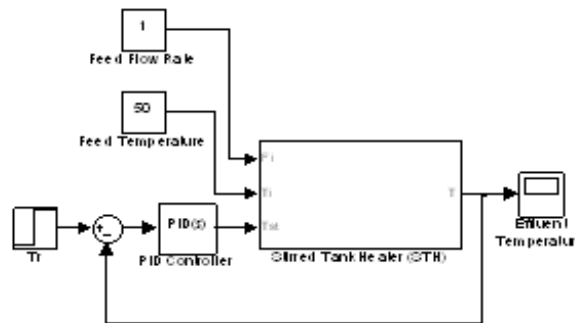 1
Feed Flow Rate
50
Feed Temperature
Fi
Ti
Tst
T
PID(s)
Tr
PID Controller
Stirred Tank Heater (STH)
Effluent
Temperatur